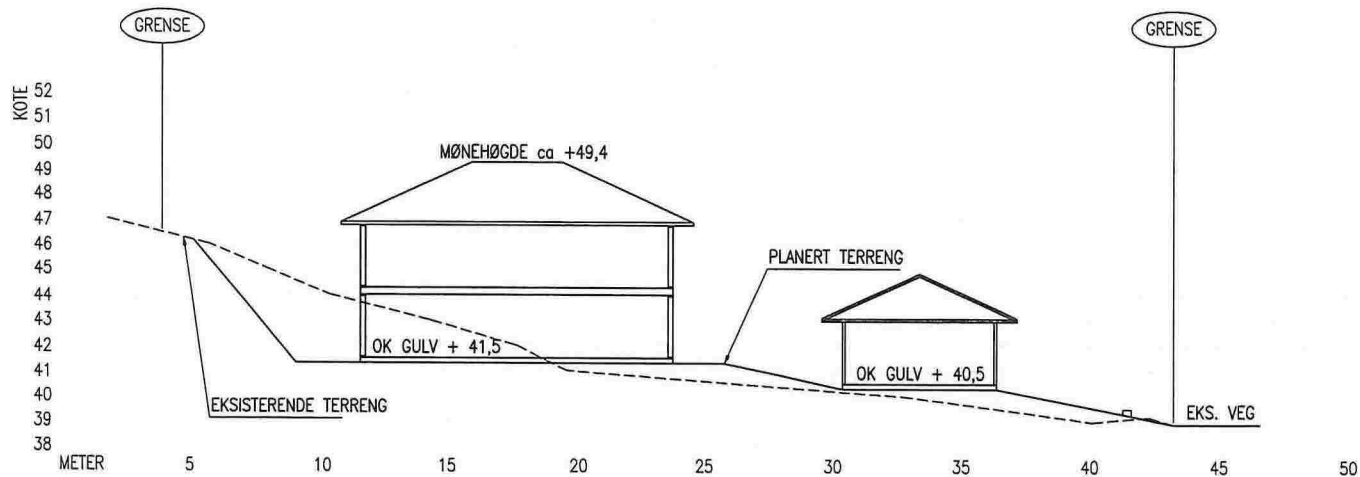 GRENSE
GRENSE
KOTE
52
51
50
49
48
47
46
45
44
43
42
41
40
39
38
MØNEHØGDE ca +49,4
PLANERT TERRENG
OK GULV + 41,5
OK GULV + 40,5
EKSISTERENDE TERRENG
EKS. VEG
METER 5 10 15 20 25 30 35 40 45 50